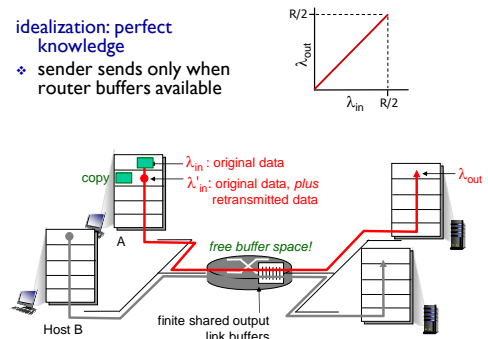 idealization: perfect
knowledge
❖ sender sends only when
router buffers available
R/2
λout
λin
R/2
λin : original data
copy
λ'in: original data, plus
retransmitted data
λout
A
free buffer space!
Host B
finite shared output
link buffers